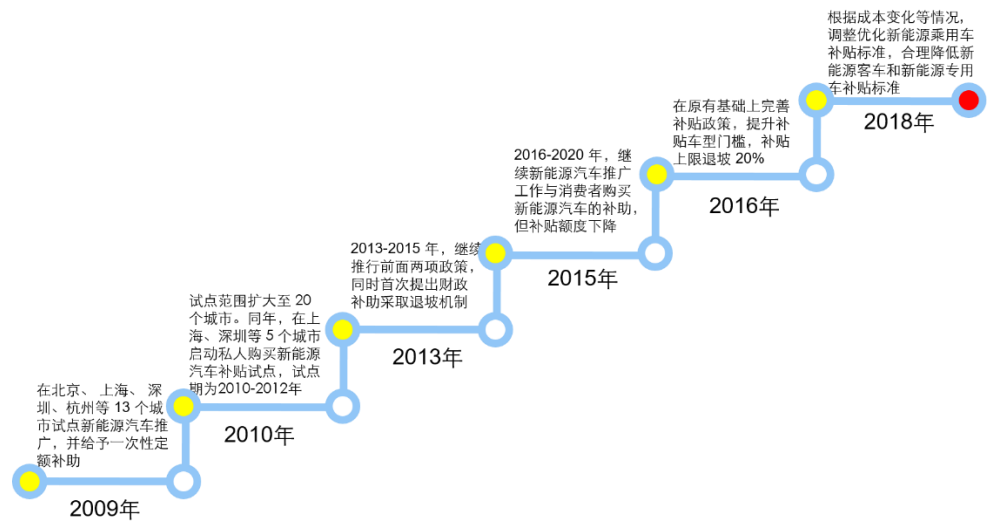 在北京、 上海、 深
圳、杭州等 13 个城
市试点新能源汽车推
广，并给予一次性定
额补助
2009年
试点范围扩大至 20
个城市。同年，在上
海、深圳等 5 个城市
启动私人购买新能源
汽车补贴试点，试点
期为2010-2012年
2010年
2013-2015 年，继续
推行前面两项政策，
同时首次提出财政
补助采取退坡机制
2013年
2016-2020 年，继
续新能源汽车推广
工作与消费者购买
新能源汽车的补助，
但补贴额度下降
2015年
在原有基础上完善
补贴政策，提升补
贴车型门槛，补贴
上限退坡 20%
2016年
根据成本变化等情况，
调整优化新能源乘用车
补贴标准，合理降低新
能源客车和新能源专用
车补贴标准
2018年